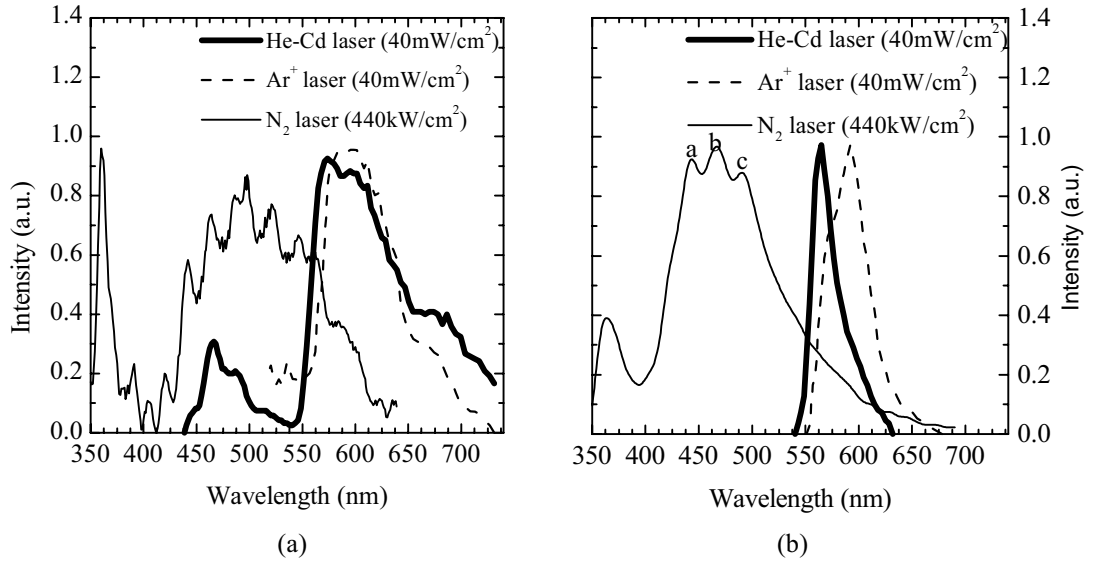 1.4
1.2
1.0
0.8
0.6
0.4
0.2
0.0
Intensity (a.u.)
He-Cd laser (40mW/cm²)
Ar⁺ laser (40mW/cm²)
N₂ laser (440kW/cm²)
350 400 450 500 550 600 650 700
Wavelength (nm)
(a)
He-Cd laser (40mW/cm²)
Ar⁺ laser (40mW/cm²)
N₂ laser (440kW/cm²)
a b c
1.4
1.2
1.0
0.8
0.6
0.4
0.2
0.0
Intensity (a.u.)
350 400 450 500 550 600 650 700
Wavelength (nm)
(b)